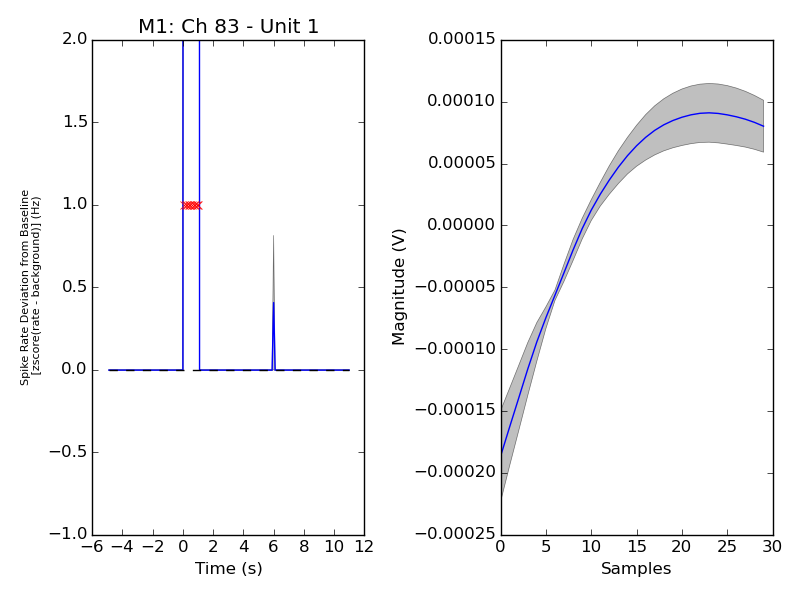 M1: Ch 83 - Unit 1
2.0
1.5
1.0
0.5
0.0
−0.5
−1.0
−6 −4 −2 0 2 4 6 8 10 12
Time (s)
Spike Rate Deviation from Baseline
[zscore(rate - background)] (Hz)
0.00015
0.00010
0.00005
0.00000
−0.00005
−0.00010
−0.00015
−0.00020
−0.00025
0 5 10 15 20 25 30
Samples
Magnitude (V)